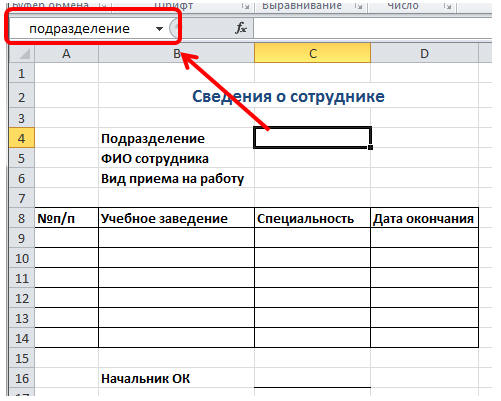 Буфер обмена Шрифт Выравнивание Число
подразделение fx
A B C D
1
2 Сведения о сотруднике
3
4 Подразделение
5 ФИО сотрудника
6 Вид приема на работу
7
8 №п/п Учебное заведение Специальность Дата окончания
9
10
11
12
13
14
15
16 Начальник ОК
17